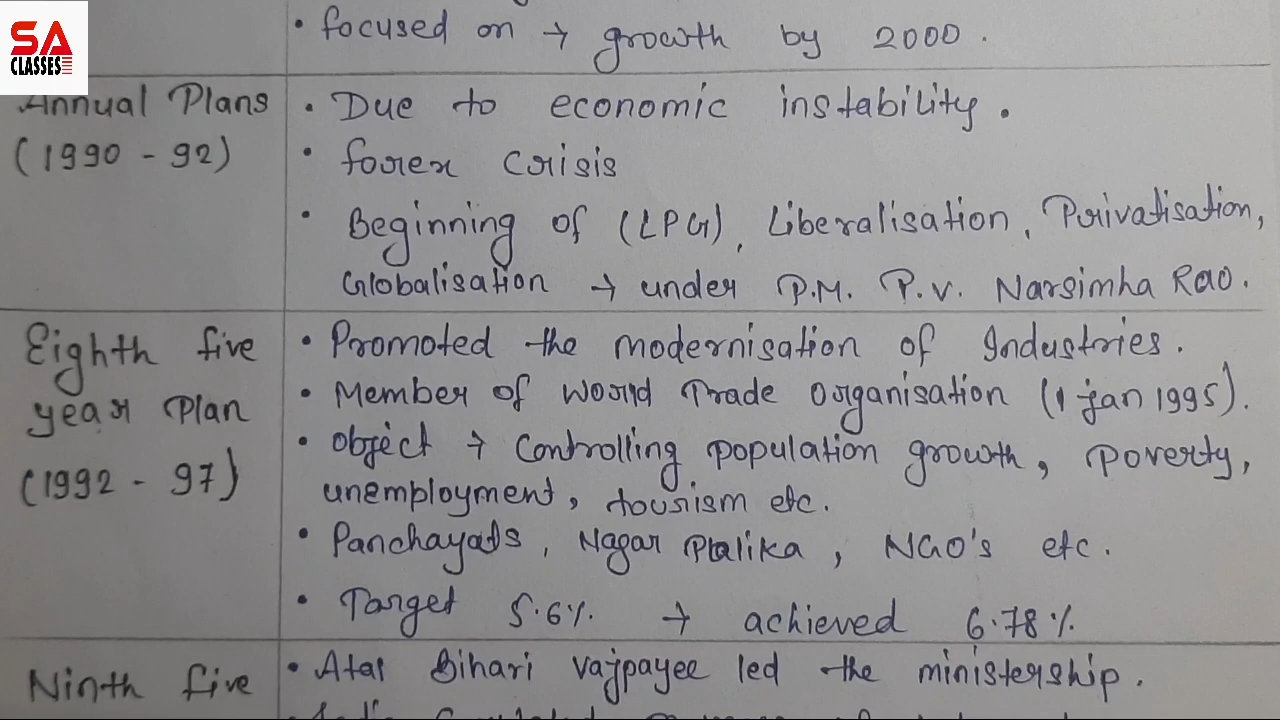 SA
CLASSES
• focused on → growth by 2000.
Annual Plans
(1990 - 92)
• Due to economic instability.
• forex crisis
• Beginning of (LPG), Liberalisation, Privatisation,
Globalisation → under P.M. P.V. Narsimha Rao.
Eighth five
year Plan
(1992 - 97)
• Promoted the modernisation of Industries.
• Member of World Trade Organisation (1 jan 1995).
• Object → Controlling population growth, poverty,
unemployment, tourism etc.
• Panchayats, Nagar Palika, NGO's etc.
• Target 5.6% → achieved 6.78%
Ninth five
• Atal Bihari vajpayee led the ministership.